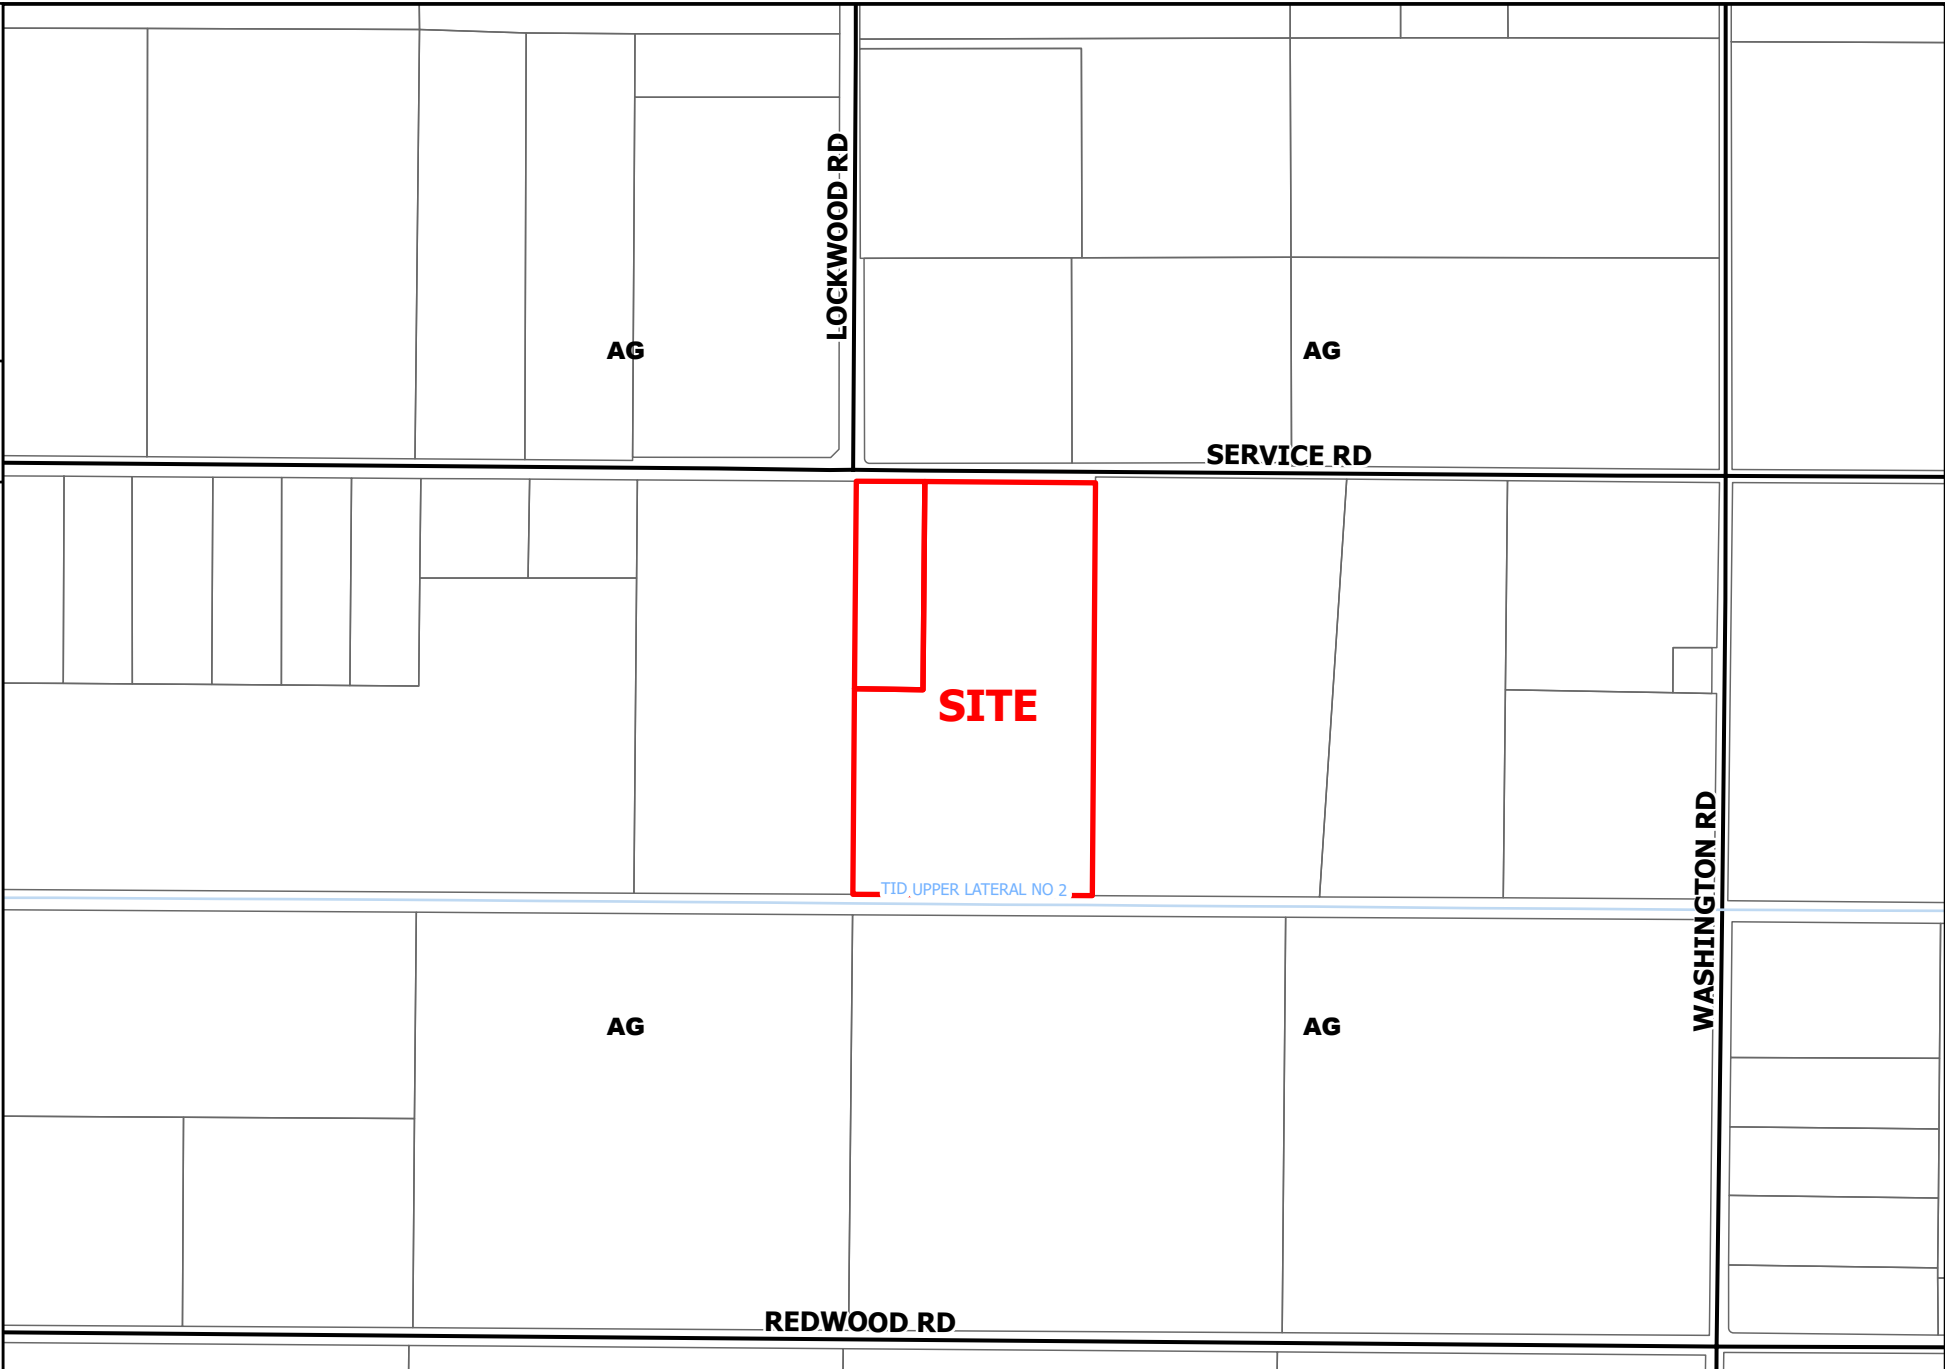 LOCKWOOD RD
AG
AG
SERVICE RD
SITE
TID UPPER LATERAL NO 2
WASHINGTON RD
AG
AG
REDWOOD RD